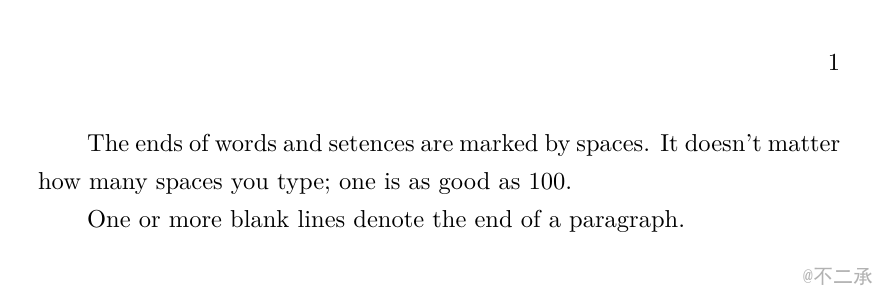 1
The ends of words and setences are marked by spaces. It doesn't matter
how many spaces you type; one is as good as 100.
One or more blank lines denote the end of a paragraph.
@不二承